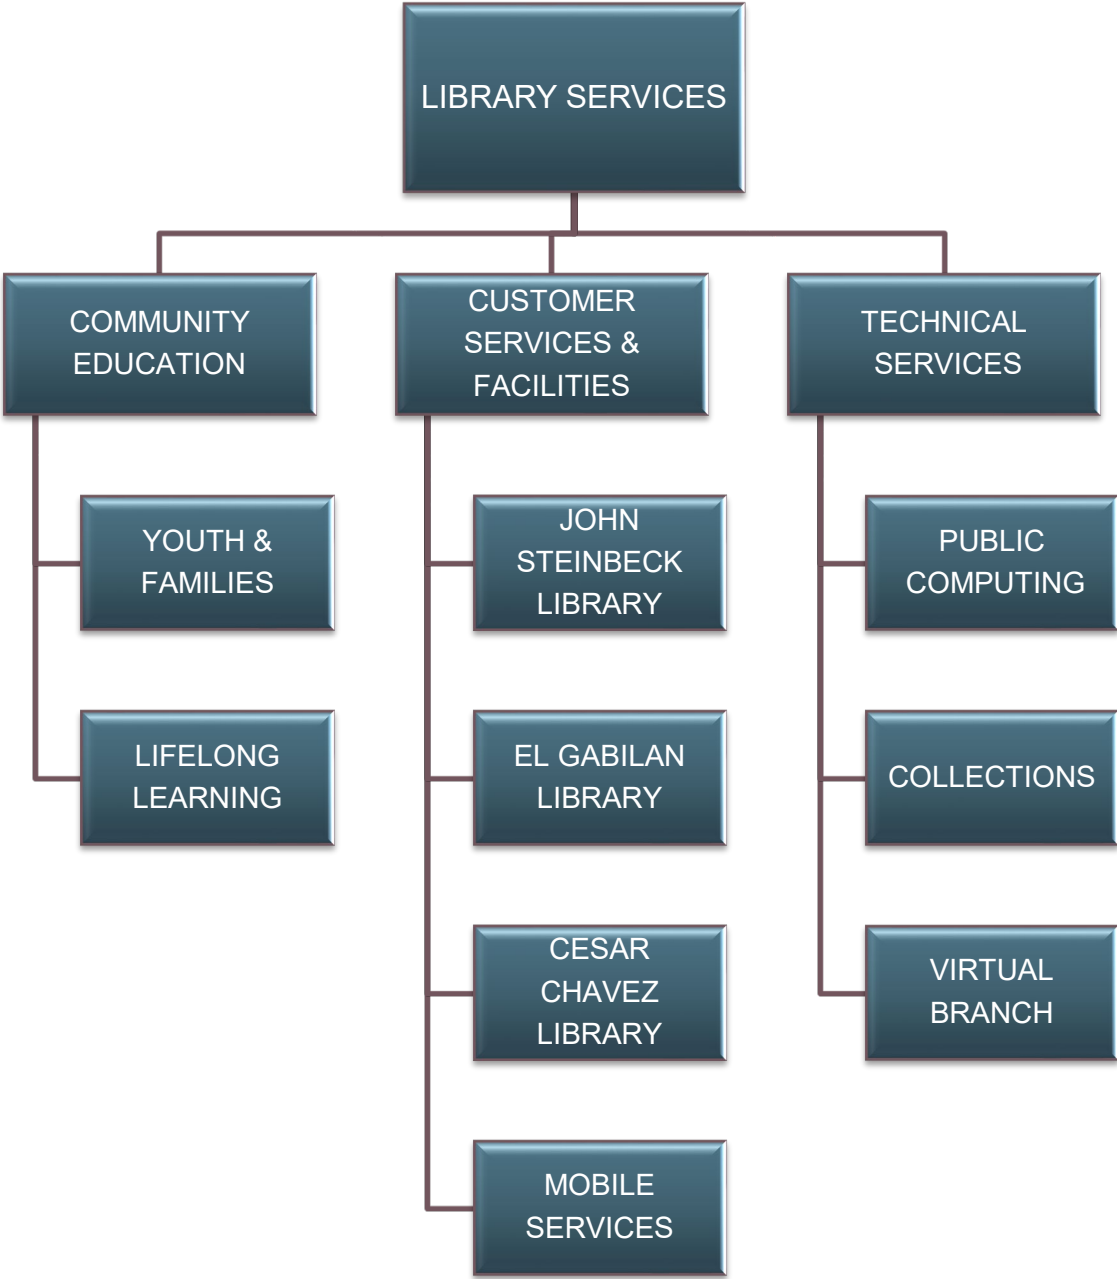 LIBRARY SERVICES
COMMUNITY
EDUCATION
CUSTOMER
SERVICES &
FACILITIES
TECHNICAL
SERVICES
YOUTH &
FAMILIES
LIFELONG
LEARNING
JOHN
STEINBECK
LIBRARY
EL GABILAN
LIBRARY
CESAR
CHAVEZ
LIBRARY
MOBILE
SERVICES
PUBLIC
COMPUTING
COLLECTIONS
VIRTUAL
BRANCH